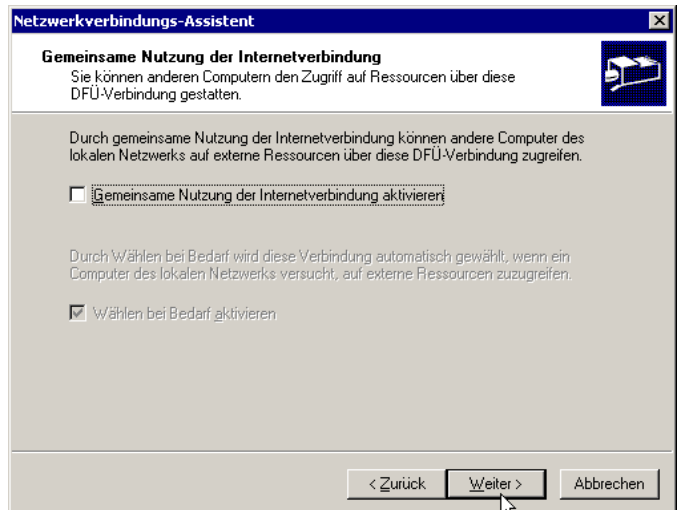 Netzwerkverbindungs-Assistent
Gemeinsame Nutzung der Internetverbindung
Sie können anderen Computern den Zugriff auf Ressourcen über diese
DFÜ-Verbindung gestatten.
Durch gemeinsame Nutzung der Internetverbindung können andere Computer des
lokalen Netzwerks auf externe Ressourcen über diese DFÜ-Verbindung zugreifen.
Gemeinsame Nutzung der Internetverbindung aktivieren
Durch Wählen bei Bedarf wird diese Verbindung automatisch gewählt, wenn ein
Computer des lokalen Netzwerks versucht, auf externe Ressourcen zuzugreifen.
Wählen bei Bedarf aktivieren
< Zurück Weiter > Abbrechen